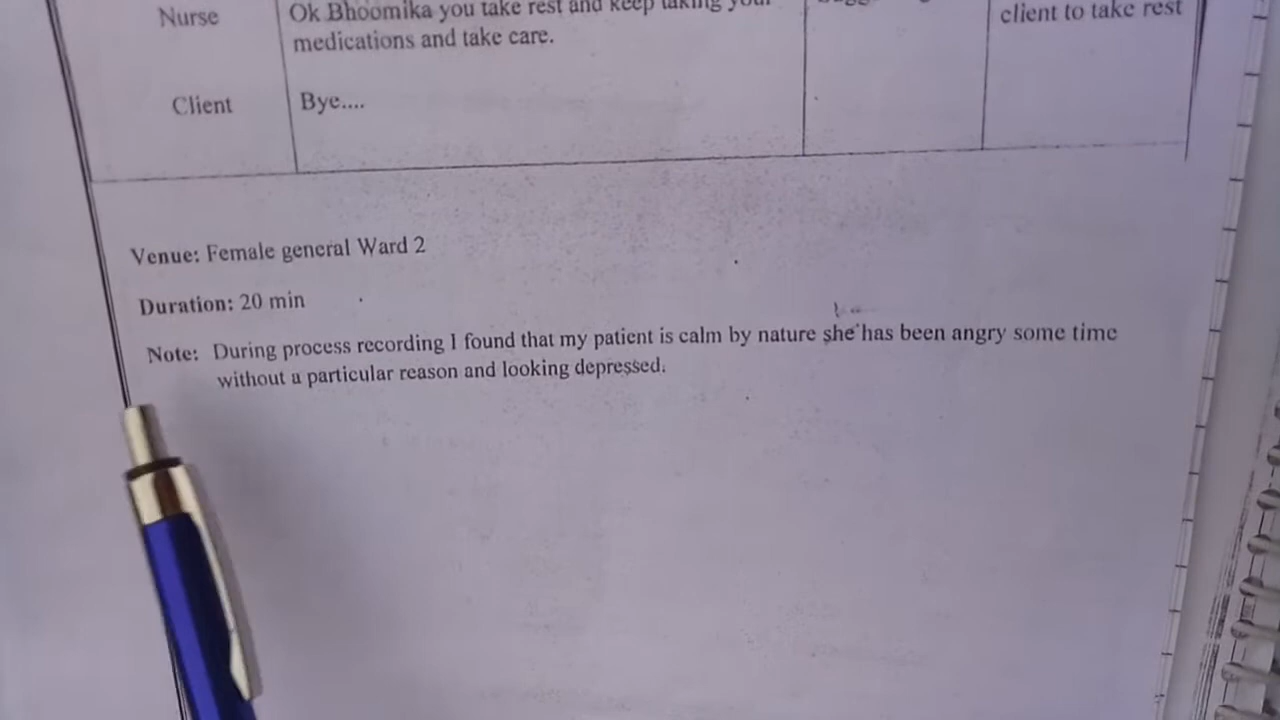 Nurse
Ok Bhoomika you take rest and keep taking your
medications and take care.
client to take rest
Client
Bye....
Venue: Female general Ward 2
Duration: 20 min
Note: During process recording I found that my patient is calm by nature she has been angry some time
without a particular reason and looking depressed.